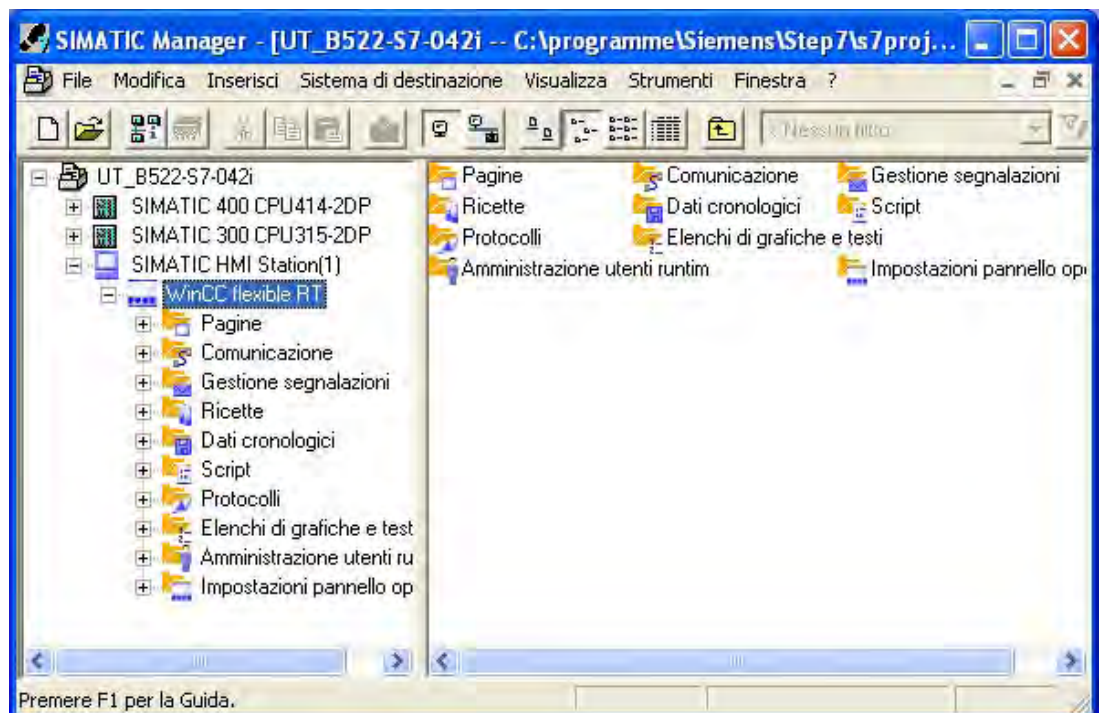 SIMATIC Manager - [UT_B522-S7-042i -- C:\programme\Siemens\Step7\s7proj...
File Modifica Inserisci Sistema di destinazione Visualizza Strumenti Finestra ?
< Nessun filtro
UT_B522-S7-042i
SIMATIC 400 CPU414-2DP
SIMATIC 300 CPU315-2DP
SIMATIC HMI Station(1)
WinCC flexible RT
Pagine
Comunicazione
Gestione segnalazioni
Ricette
Dati cronologici
Script
Protocolli
Elenchi di grafiche e test
Amministrazione utenti ru
Impostazioni pannello op
Pagine Comunicazione Gestione segnalazioni
Ricette Dati cronologici Script
Protocolli Elenchi di grafiche e testi
Amministrazione utenti runtim Impostazioni pannello op
Premere F1 per la Guida.